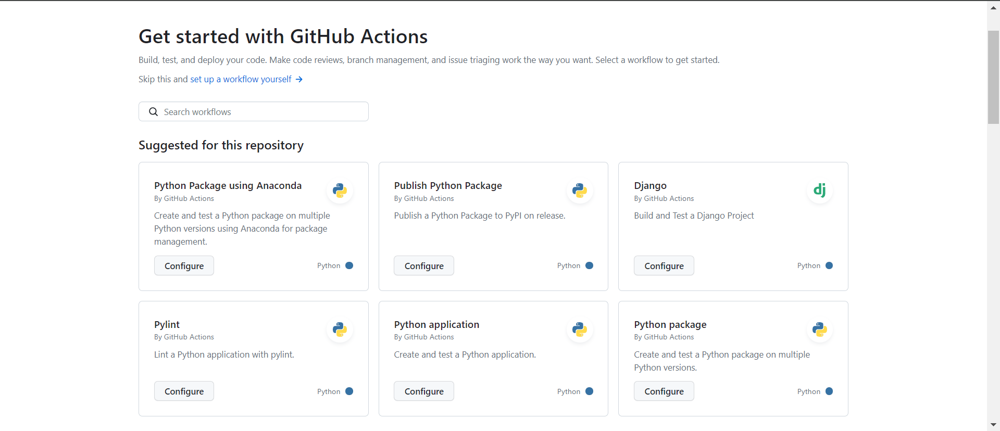 Get started with GitHub Actions
Build, test, and deploy your code. Make code reviews, branch management, and issue triaging work the way you want. Select a workflow to get started.
Skip this and set up a workflow yourself →
Search workflows
Suggested for this repository
Python Package using Anaconda
By GitHub Actions
Create and test a Python package on multiple
Python versions using Anaconda for package
management.
Configure
Python
Publish Python Package
By GitHub Actions
Publish a Python Package to PyPI on release.
Configure
Python
Django
By GitHub Actions
dj
Build and Test a Django Project
Configure
Python
Pylint
By GitHub Actions
Lint a Python application with pylint.
Configure
Python
Python application
By GitHub Actions
Create and test a Python application.
Configure
Python
Python package
By GitHub Actions
Create and test a Python package on multiple
Python versions.
Configure
Python